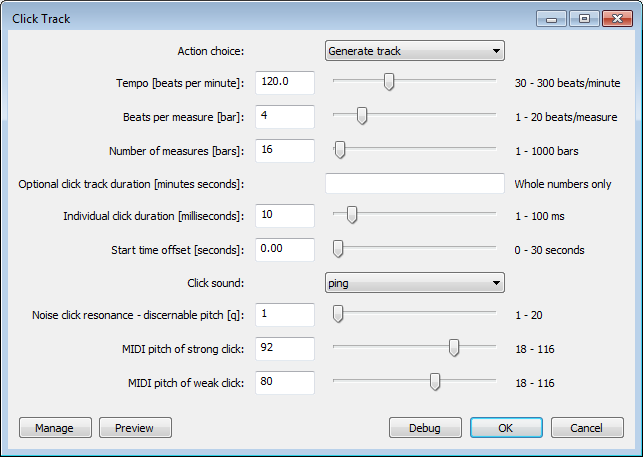 Click Track
Action choice: Generate track
Tempo [beats per minute]: 120.0 30 - 300 beats/minute
Beats per measure [bar]: 4 1 - 20 beats/measure
Number of measures [bars]: 16 1 - 1000 bars
Optional click track duration [minutes seconds]: Whole numbers only
Individual click duration [milliseconds]: 10 1 - 100 ms
Start time offset [seconds]: 0.00 0 - 30 seconds
Click sound: ping
Noise click resonance - discernable pitch [q]: 1 1 - 20
MIDI pitch of strong click: 92 18 - 116
MIDI pitch of weak click: 80 18 - 116
Manage Preview Debug OK Cancel